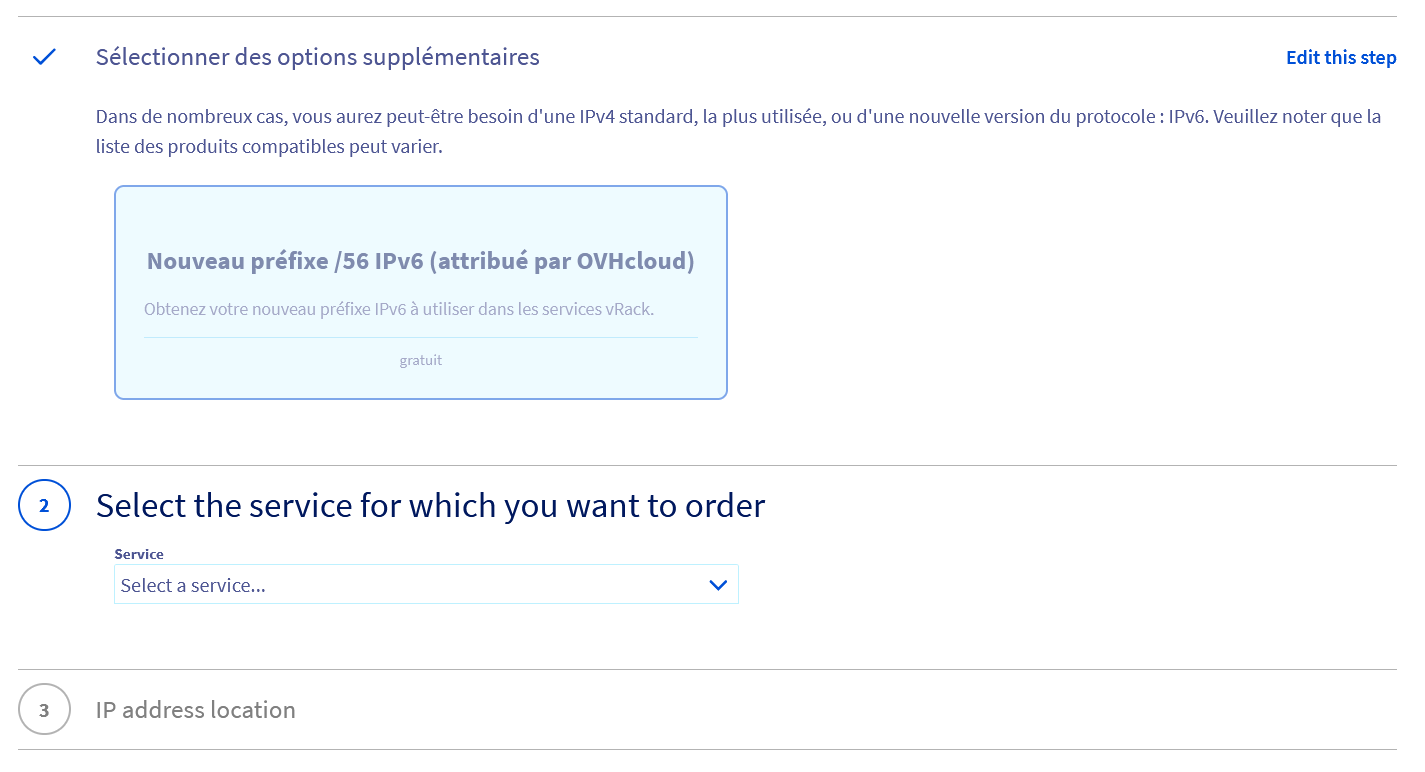 Sélectionner des options supplémentaires
Edit this step
Dans de nombreux cas, vous aurez peut-être besoin d'une IPv4 standard, la plus utilisée, ou d'une nouvelle version du protocole : IPv6. Veuillez noter que la
liste des produits compatibles peut varier.
Nouveau préfixe /56 IPv6 (attribué par OVHcloud)
Obtenez votre nouveau préfixe IPv6 à utiliser dans les services vRack.
gratuit
2
Select the service for which you want to order
Service
Select a service...
3
IP address location